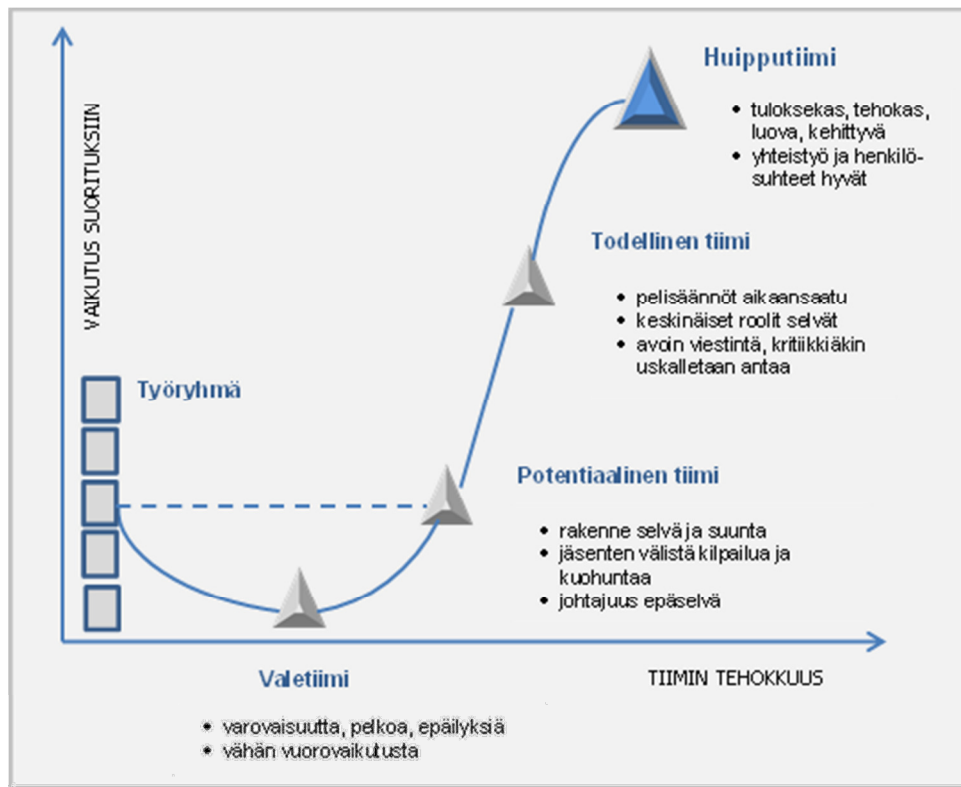 Huipputiimi
• tuloksekas, tehokas,
luova, kehittyvä
• yhteistyö ja henkilö-
suhteet hyvät
VAIKUTUS SUORITUKSIIN
Todellinen tiimi
• pelisäännöt aikaansaatu
• keskinäiset roolit selvät
• avoin viestintä, kritiikkiäkin
uskalletaan antaa
Työryhmä
Potentiaalinen tiimi
• rakenne selvä ja suunta
• jäsenten välistä kilpailua ja
kuohuntaa
• johtajuus epäselvä
Valetiimi
TIIMIN TEHOKKUUS
• varovaisuutta, pelkoa, epäilyksiä
• vähän vuorovaikutusta